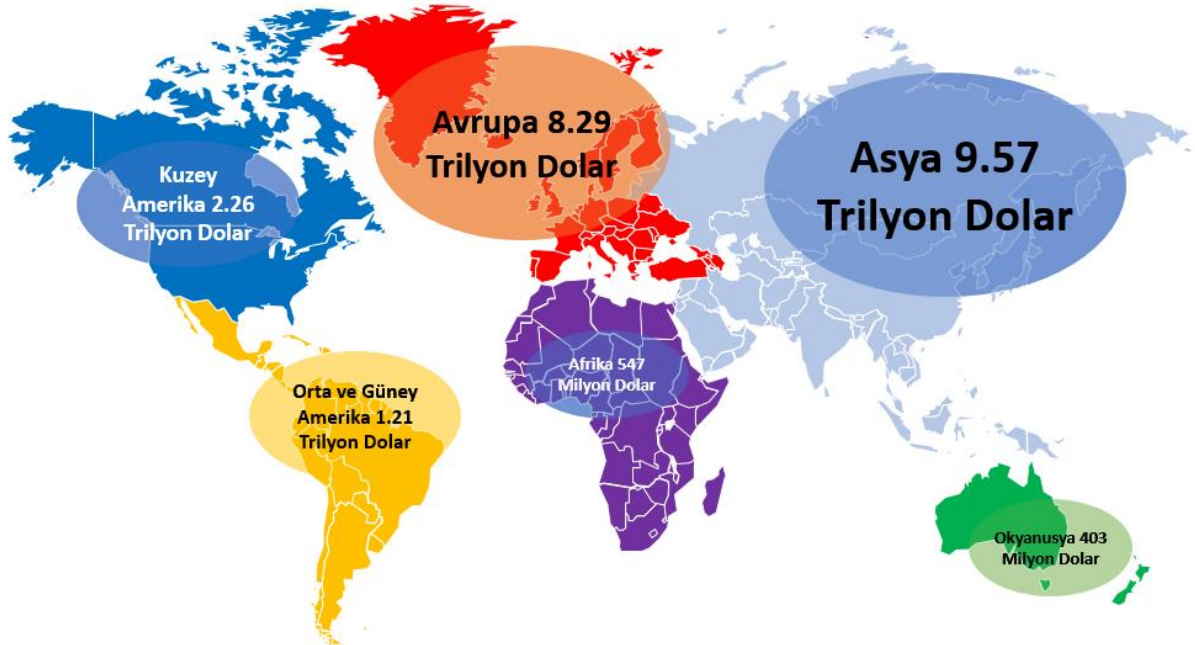 Kuzey
Amerika 2.26
Trilyon Dolar
Avrupa 8.29
Trilyon Dolar
Asya 9.57
Trilyon Dolar
Orta ve Güney
Amerika 1.21
Trilyon Dolar
Afrika 547
Milyon Dolar
Okyanusya 403
Milyon Dolar